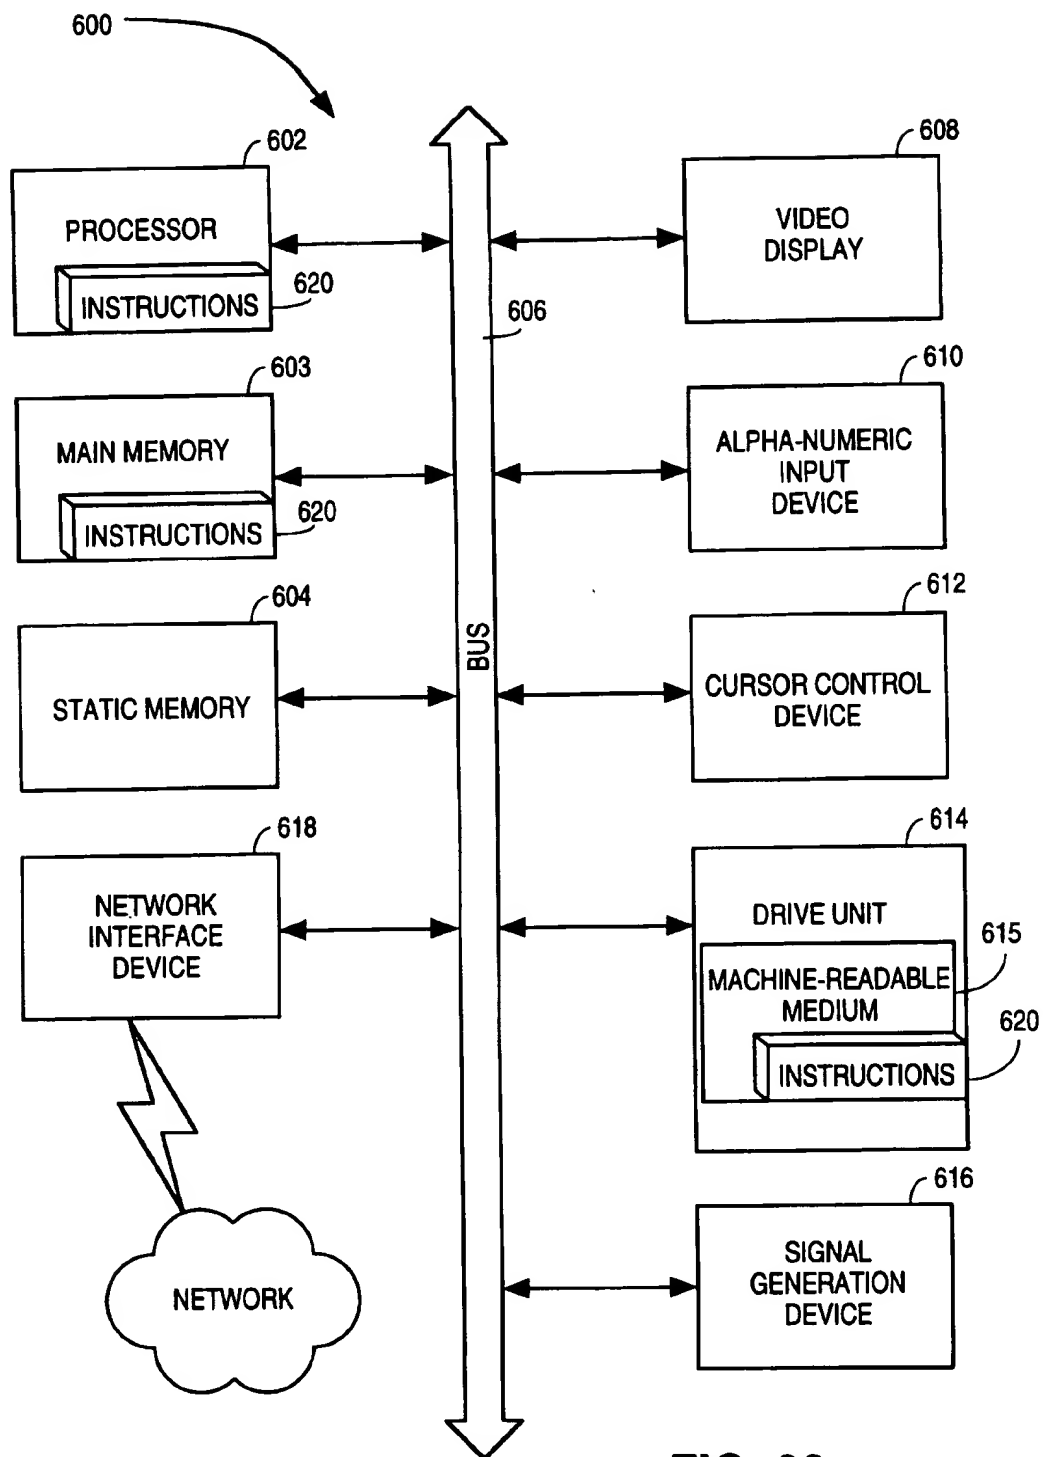 600
602
PROCESSOR
INSTRUCTIONS
620
603
MAIN MEMORY
INSTRUCTIONS
620
604
STATIC MEMORY
618
NETWORK
INTERFACE
DEVICE
NETWORK
606
BUS
608
VIDEO
DISPLAY
610
ALPHA-NUMERIC
INPUT
DEVICE
612
CURSOR CONTROL
DEVICE
614
DRIVE UNIT
615
MACHINE-READABLE
MEDIUM
620
INSTRUCTIONS
616
SIGNAL
GENERATION
DEVICE